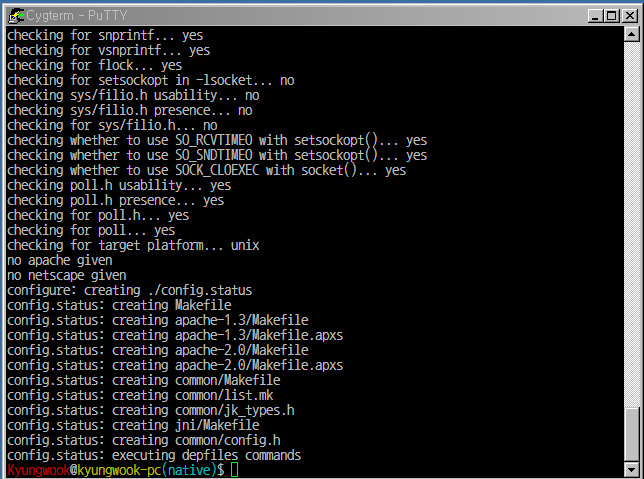 Cygterm - PuTTY
checking for snprintf... yes
checking for vsnprintf... yes
checking for flock... yes
checking for setsockopt in -lsocket... no
checking sys/filio.h usability... no
checking sys/filio.h presence... no
checking for sys/filio.h... no
checking whether to use SO_RCVTIMEO with setsockopt()... yes
checking whether to use SO_SNDTIMEO with setsockopt()... yes
checking whether to use SOCK_CLOEXEC with socket()... yes
checking poll.h usability... yes
checking poll.h presence... yes
checking for poll.h... yes
checking for poll... yes
checking for target platform... unix
no apache given
no netscape given
configure: creating ./config.status
config.status: creating Makefile
config.status: creating apache-1.3/Makefile
config.status: creating apache-1.3/Makefile.apxs
config.status: creating apache-2.0/Makefile
config.status: creating apache-2.0/Makefile.apxs
config.status: creating common/Makefile
config.status: creating common/list.mk
config.status: creating common/jk_types.h
config.status: creating jni/Makefile
config.status: creating common/config.h
config.status: executing depfiles commands
Kyungwook@kyungwook-pc(native)$